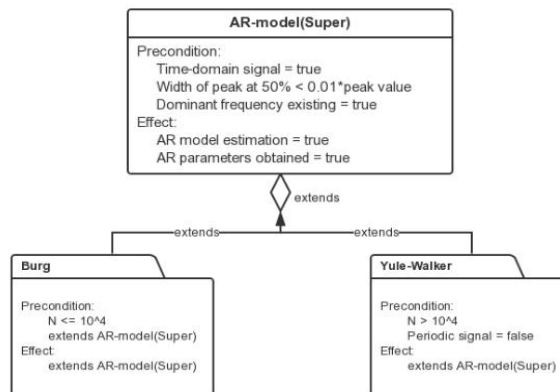 AR-model(Super)
Precondition:
Time-domain signal = true
Width of peak at 50% < 0.01*peak value
Dominant frequency existing = true
Effect:
AR model estimation = true
AR parameters obtained = true
extends
extends
extends
Burg
Precondition:
N <= 10^4
extends AR-model(Super)
Effect:
extends AR-model(Super)
Yule-Walker
Precondition:
N > 10^4
Periodic signal = false
Effect:
extends AR-model(Super)